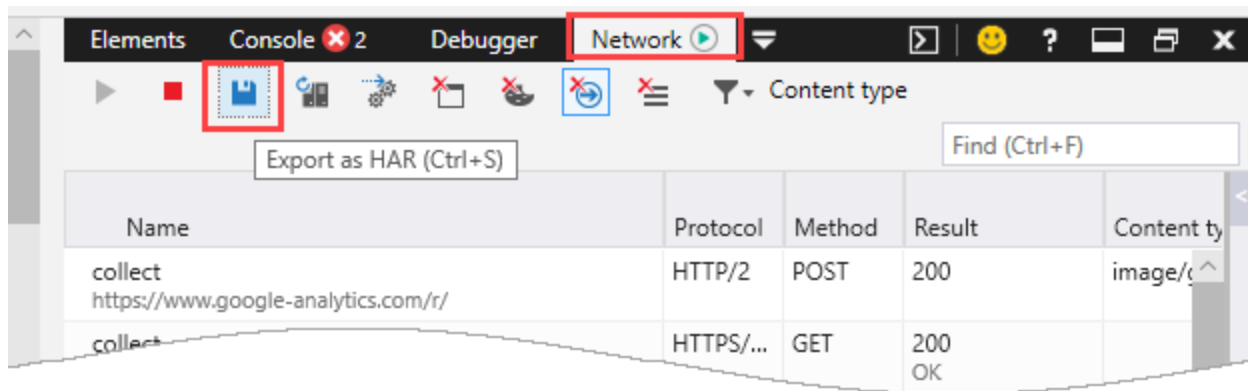 Elements Console 2 Debugger Network ?
Content type
Find (Ctrl+F)
Export as HAR (Ctrl+S)
Name Protocol Method Result Content ty
collect HTTP/2 POST 200 image/g
https://www.google-analytics.com/r/
collect HTTPS/... GET 200
OK